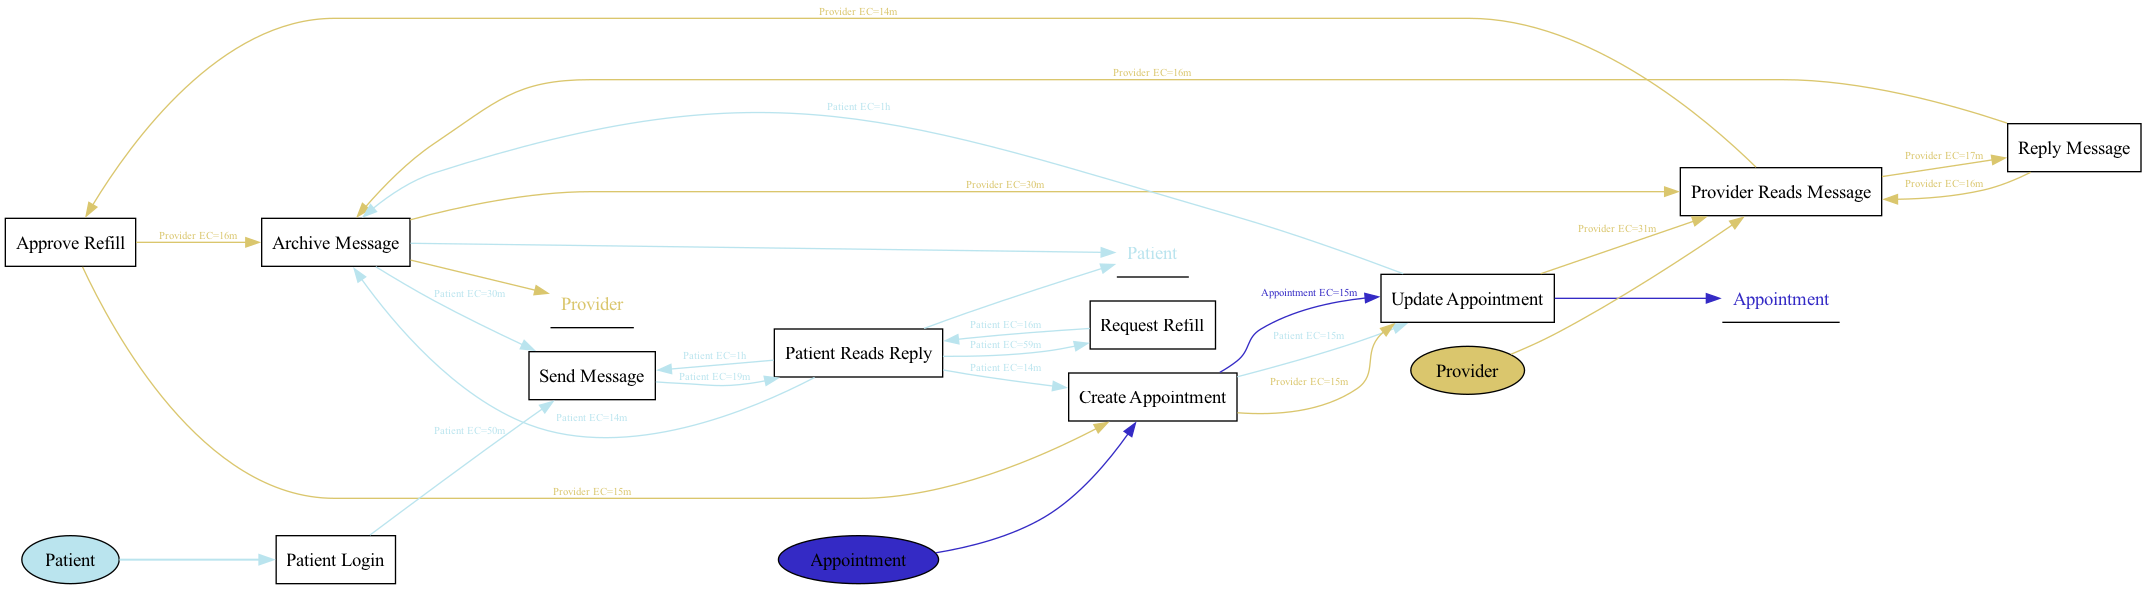 Provider EC=14m
Provider EC=16m
Patient EC=1h
Reply Message
Provider EC=17m
Provider EC=30m
Provider EC=16m
Provider Reads Message
Provider EC=31m
Approve Refill
Provider EC=16m
Archive Message
Patient
Patient EC=30m
Provider
Appointment EC=15m
Update Appointment
Appointment
Patient EC=16m
Request Refill
Patient EC=15m
Patient EC=59m
Patient Reads Reply
Patient EC=1h
Send Message
Patient EC=19m
Patient EC=14m
Provider EC=15m
Provider
Create Appointment
Patient EC=14m
Patient EC=50m
Provider EC=15m
Patient
Patient Login
Appointment